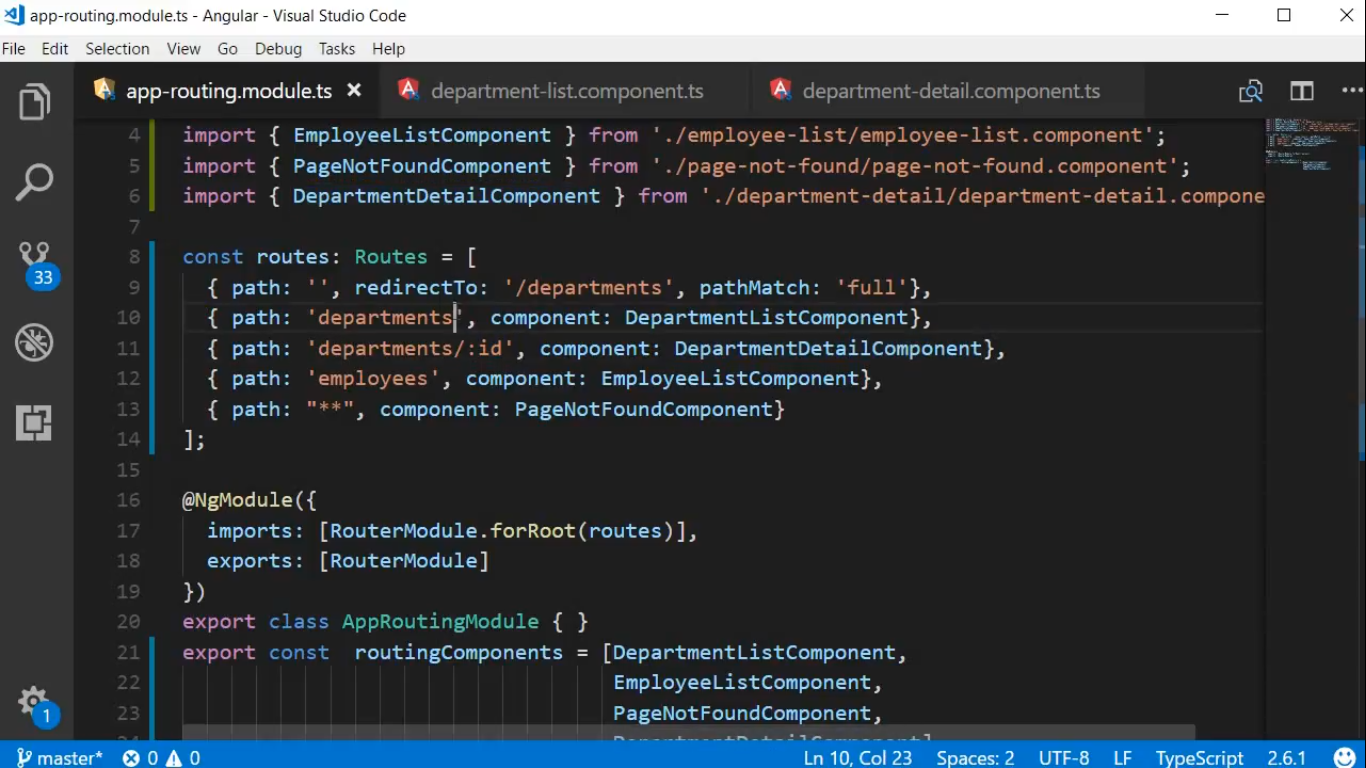 app-routing.module.ts - Angular - Visual Studio Code
File Edit Selection View Go Debug Tasks Help
app-routing.module.ts department-list.component.ts department-detail.component.ts
4 import { EmployeeListComponent } from './employee-list/employee-list.component';
5 import { PageNotFoundComponent } from './page-not-found/page-not-found.component';
6 import { DepartmentDetailComponent } from './department-detail/department-detail.compone
7
8 const routes: Routes = [
9 { path: '', redirectTo: '/departments', pathMatch: 'full'},
10 { path: 'departments', component: DepartmentListComponent},
11 { path: 'departments/:id', component: DepartmentDetailComponent},
12 { path: 'employees', component: EmployeeListComponent},
13 { path: "**", component: PageNotFoundComponent}
14 ];
15
16 @NgModule({
17 imports: [RouterModule.forRoot(routes)],
18 exports: [RouterModule]
19 })
20 export class AppRoutingModule { }
21 export const routingComponents = [DepartmentListComponent,
22 EmployeeListComponent,
23 PageNotFoundComponent,
DepartmentDetailComponent]
33
1
master* 0 0 Ln 10, Col 23 Spaces: 2 UTF-8 LF TypeScript 2.6.1